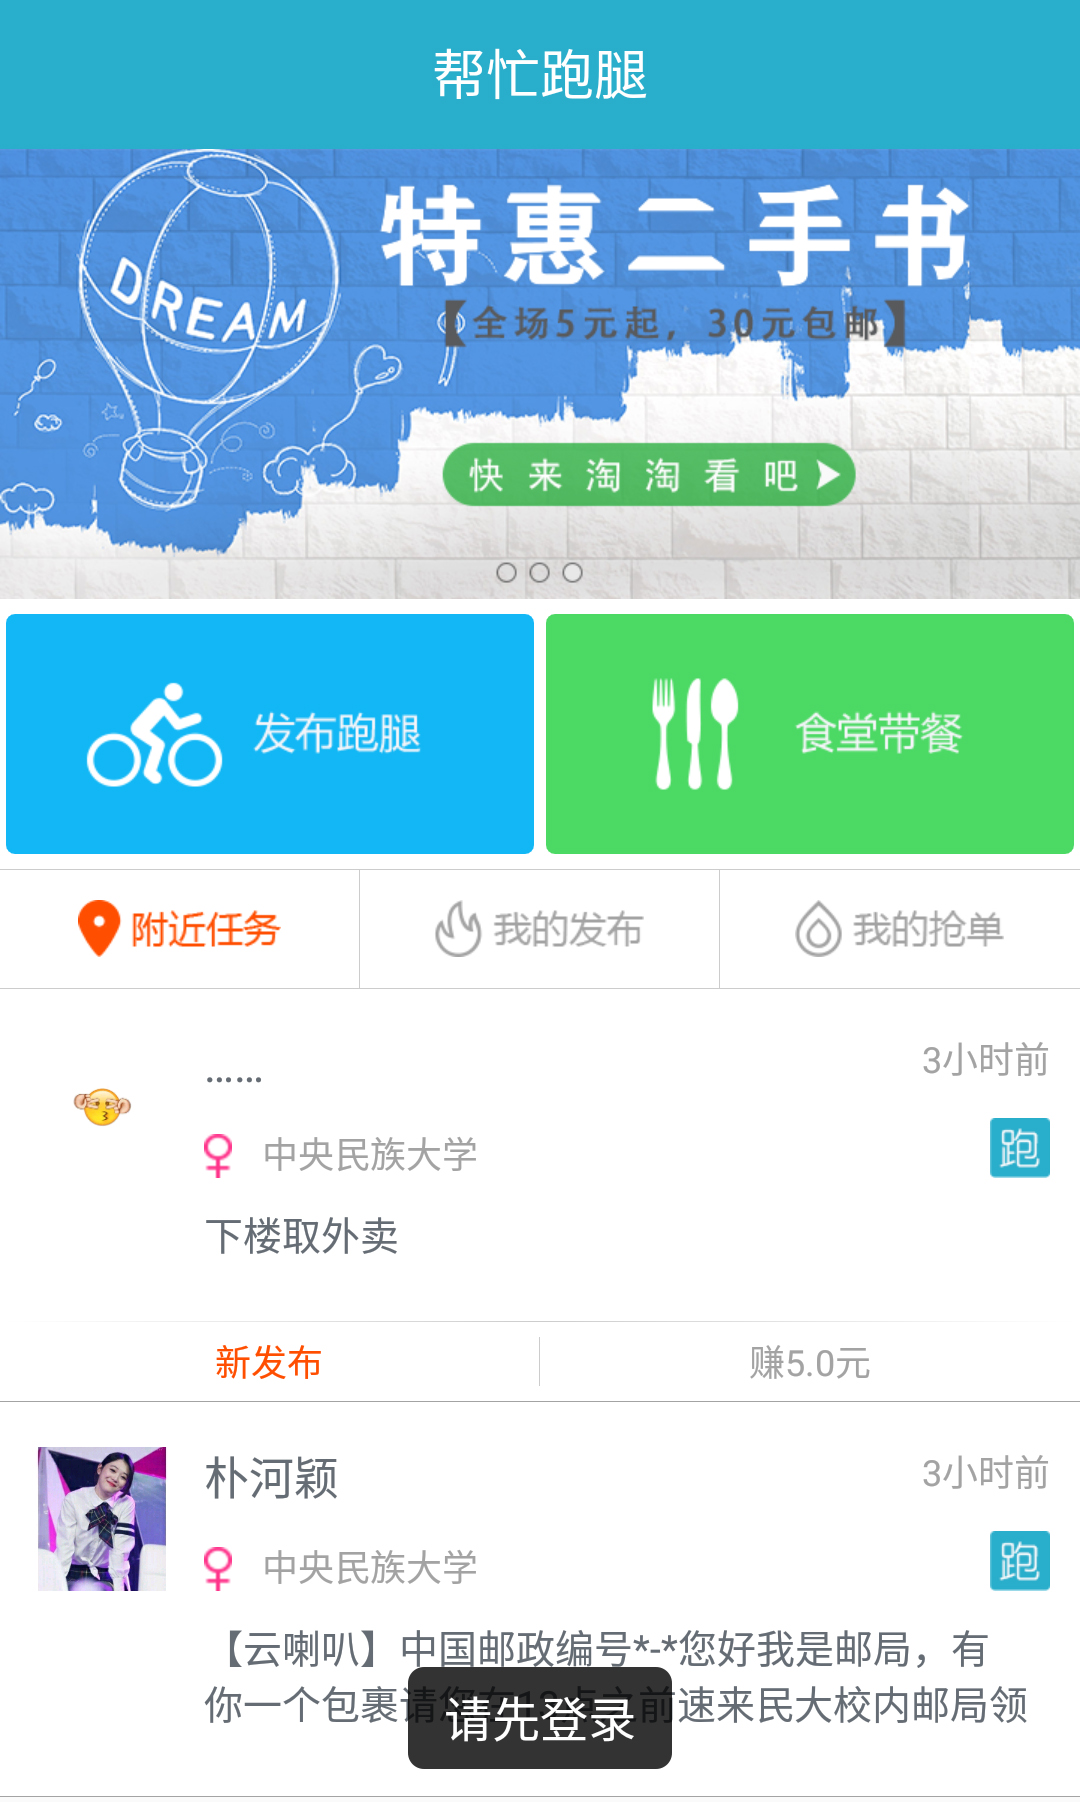 帮忙跑腿
DREAM
特惠二手书
【全场5元起，30元包邮】
快来淘淘看吧
发布跑腿
食堂带餐
附近任务
我的发布
我的抢单
……
3小时前
中央民族大学
跑
下楼取外卖
新发布
赚5.0元
朴河颖
3小时前
中央民族大学
跑
【云喇叭】中国邮政编号*-*您好我是邮局，有
你一个包裹请您在13点之前速来民大校内邮局领
请先登录